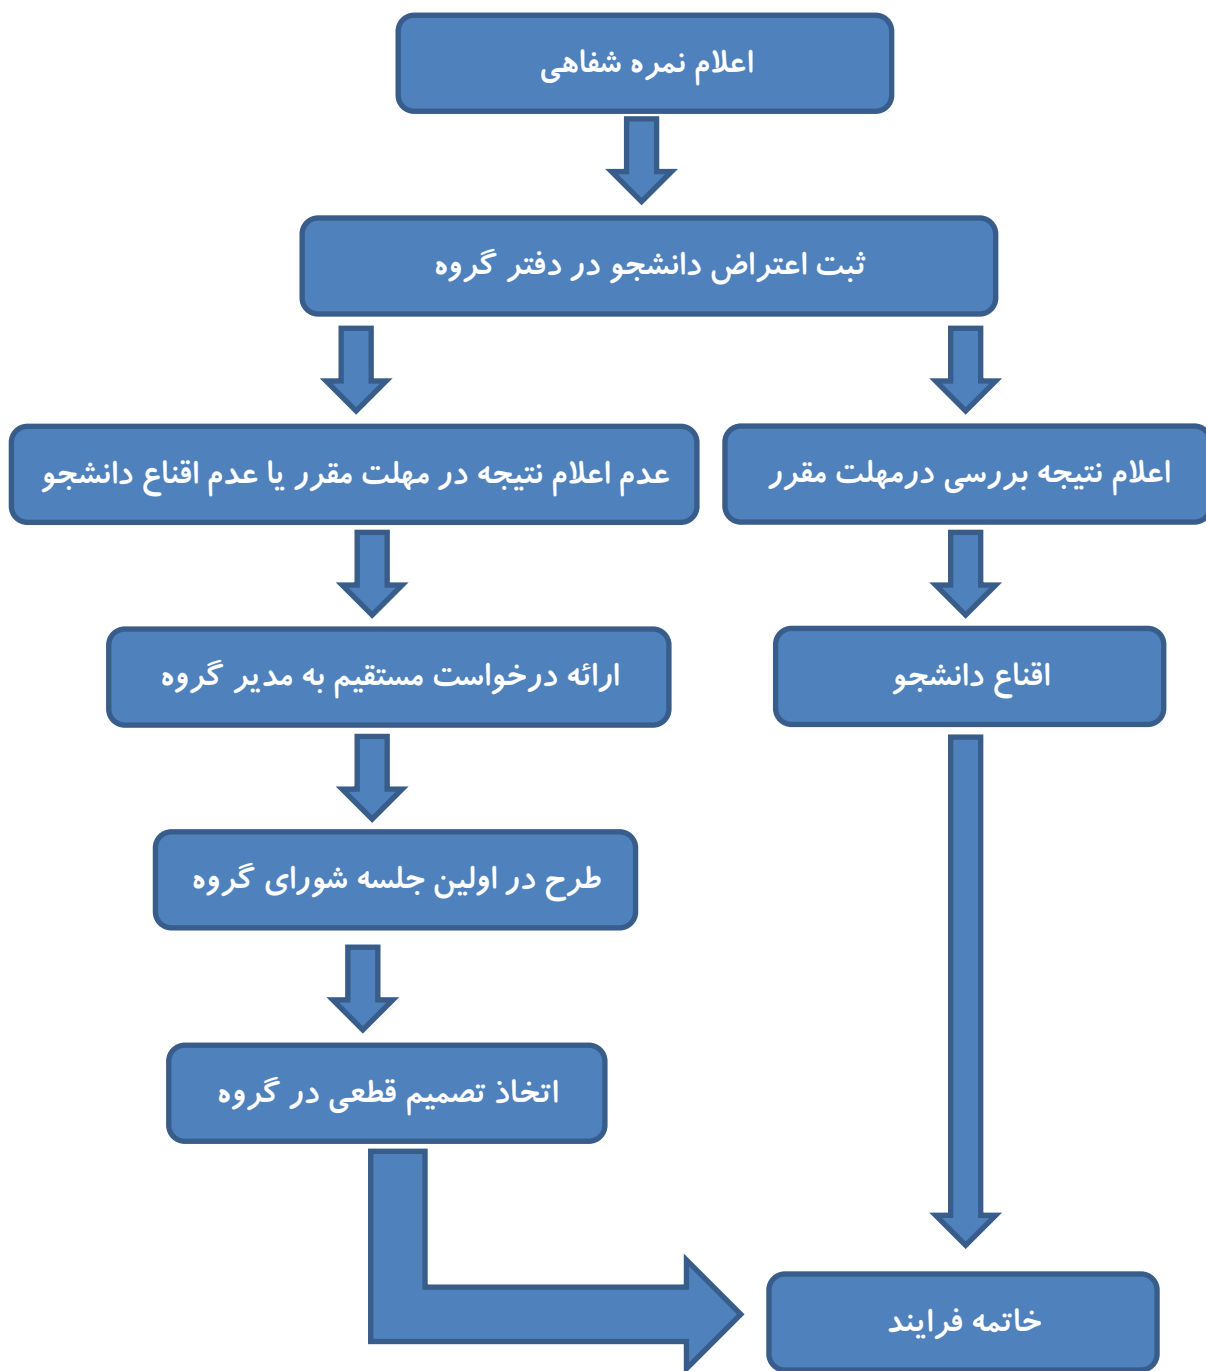 اعلام نمره شفاهی
ثبت اعتراض دانشجو در دفتر گروه
اعلام نتیجه بررسی درمهلت مقرر
عدم اعلام نتیجه در مهلت مقرر یا عدم اقناع دانشجو
اقناع دانشجو
ارائه درخواست مستقیم به مدیر گروه
طرح در اولین جلسه شورای گروه
اتخاذ تصمیم قطعی در گروه
خاتمه فرایند